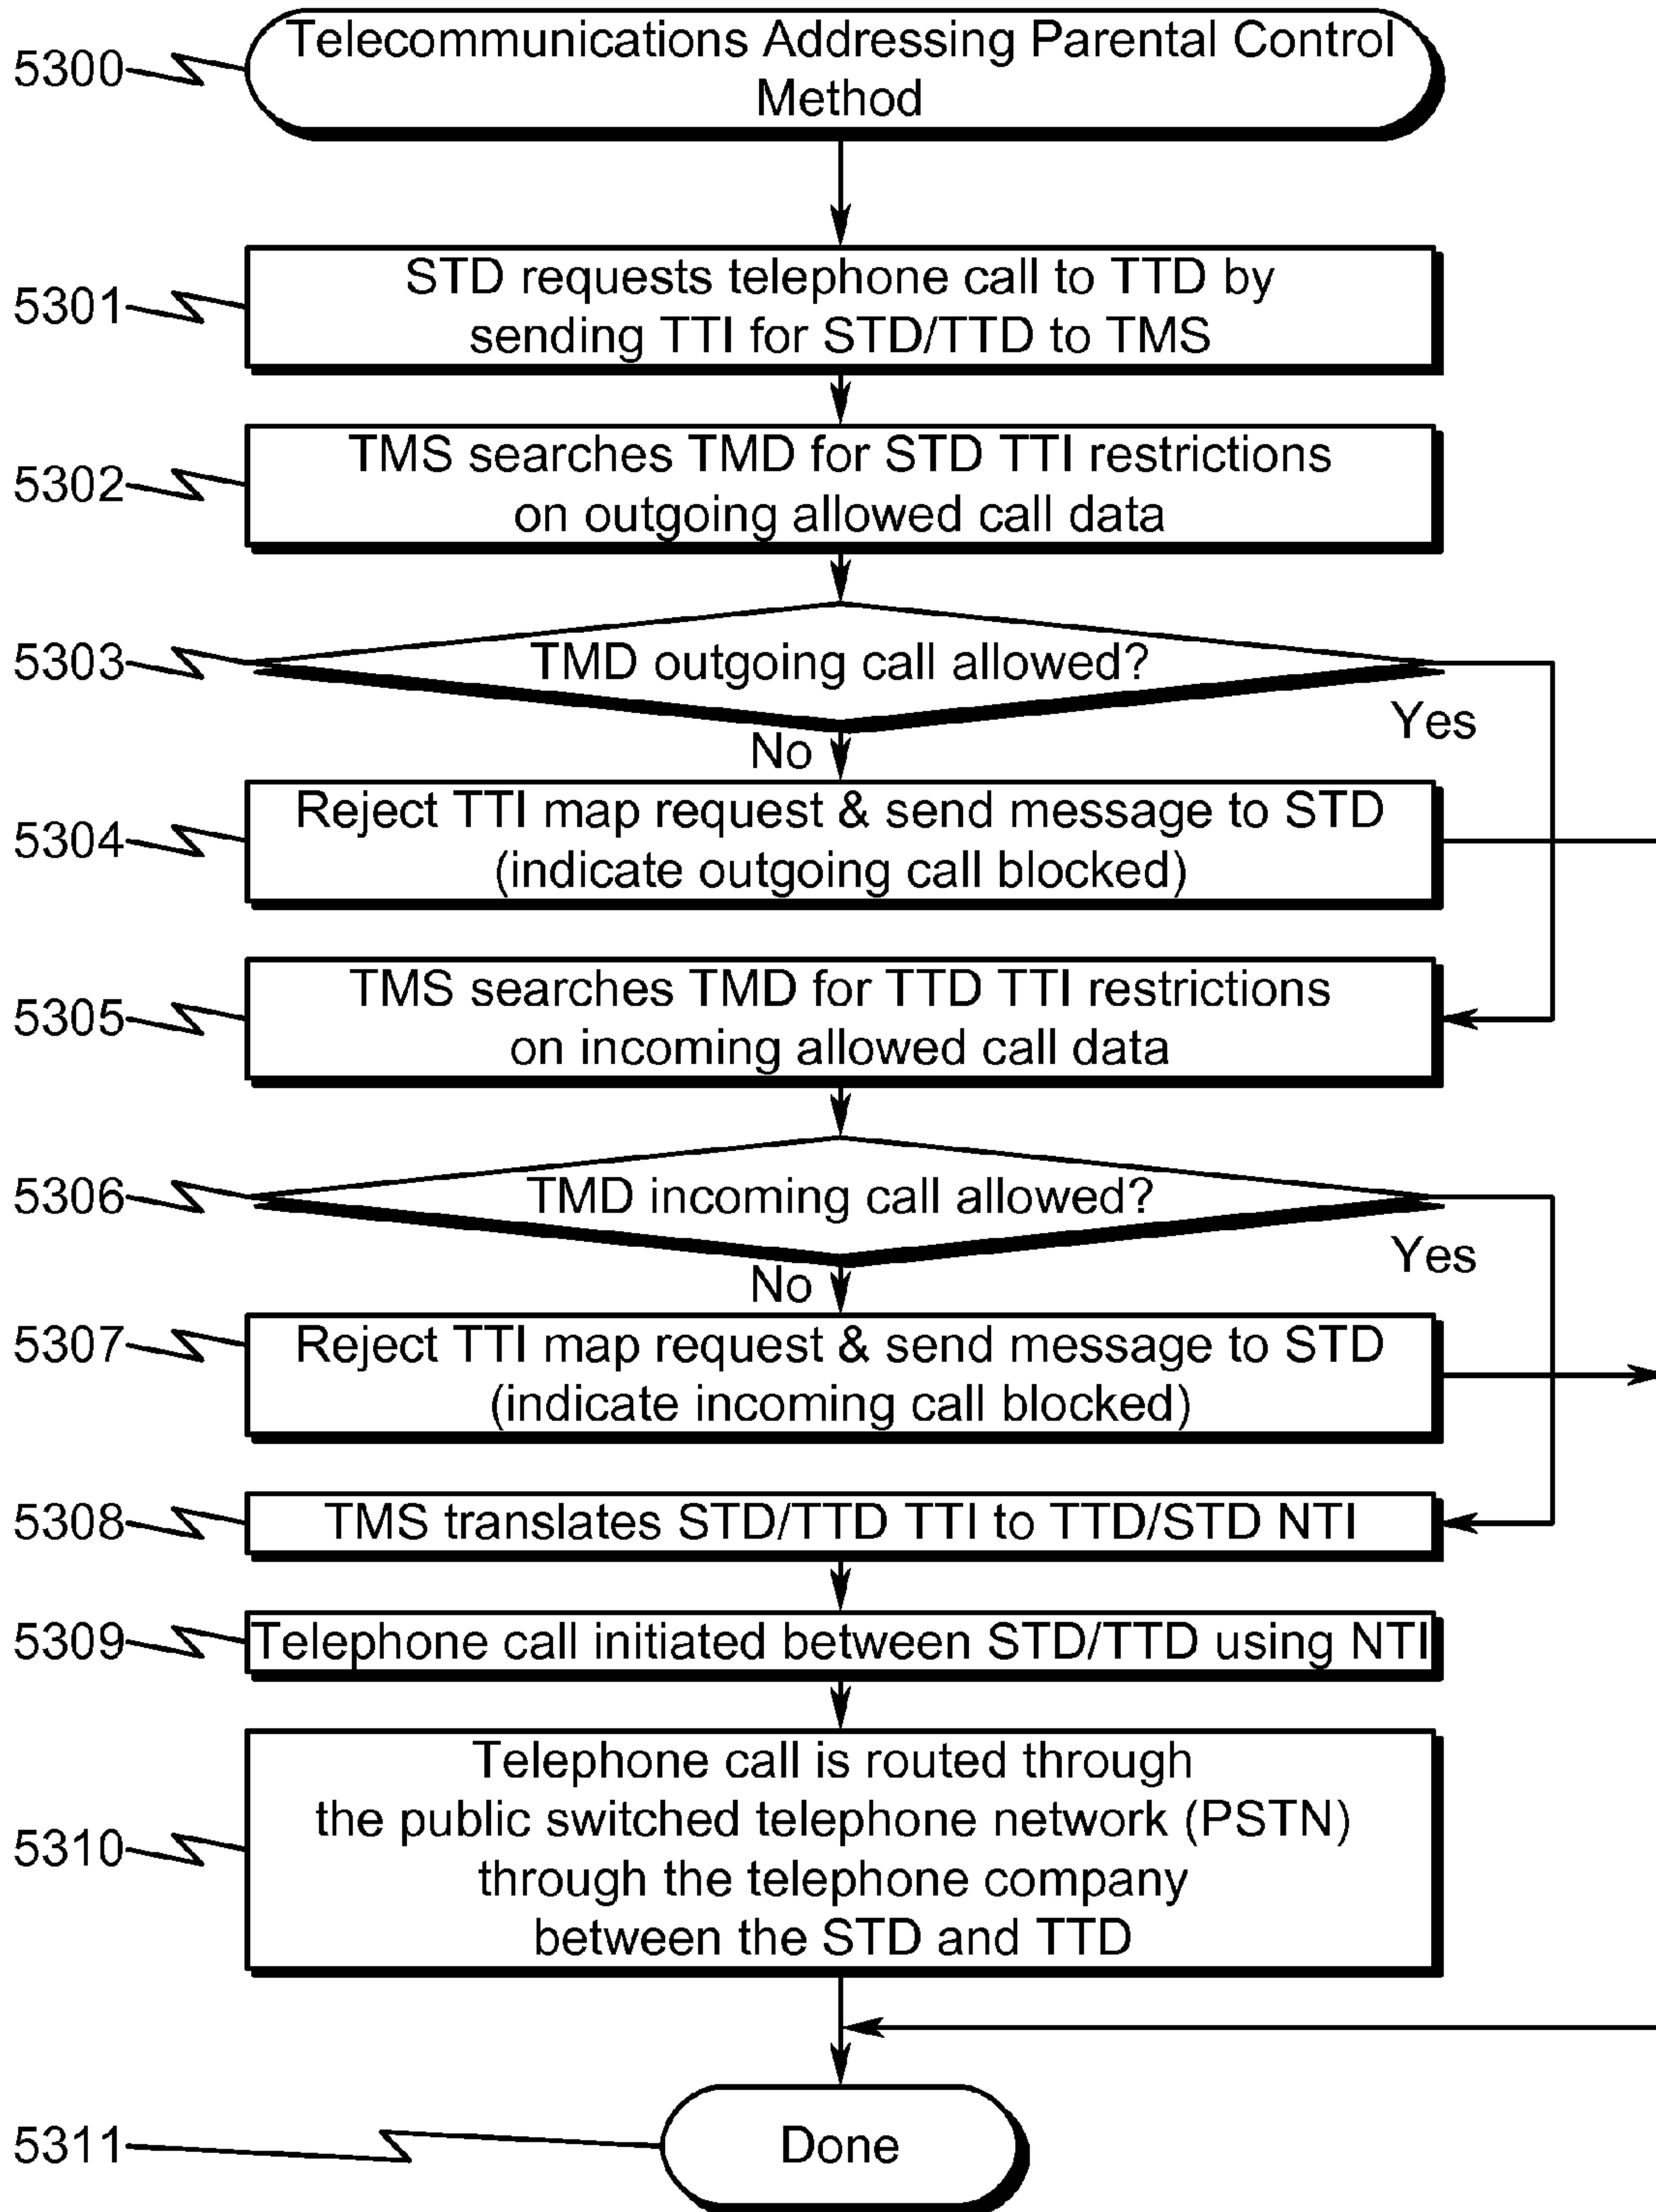 5300
Telecommunications Addressing Parental Control
Method
5301
STD requests telephone call to TTD by
sending TTI for STD/TTD to TMS
5302
TMS searches TMD for STD TTI restrictions
on outgoing allowed call data
5303
TMD outgoing call allowed?
Yes
No
5304
Reject TTI map request & send message to STD
(indicate outgoing call blocked)
5305
TMS searches TMD for TTD TTI restrictions
on incoming allowed call data
5306
TMD incoming call allowed?
Yes
No
5307
Reject TTI map request & send message to STD
(indicate incoming call blocked)
5308
TMS translates STD/TTD TTI to TTD/STD NTI
5309
Telephone call initiated between STD/TTD using NTI
5310
Telephone call is routed through
the public switched telephone network (PSTN)
through the telephone company
between the STD and TTD
5311
Done